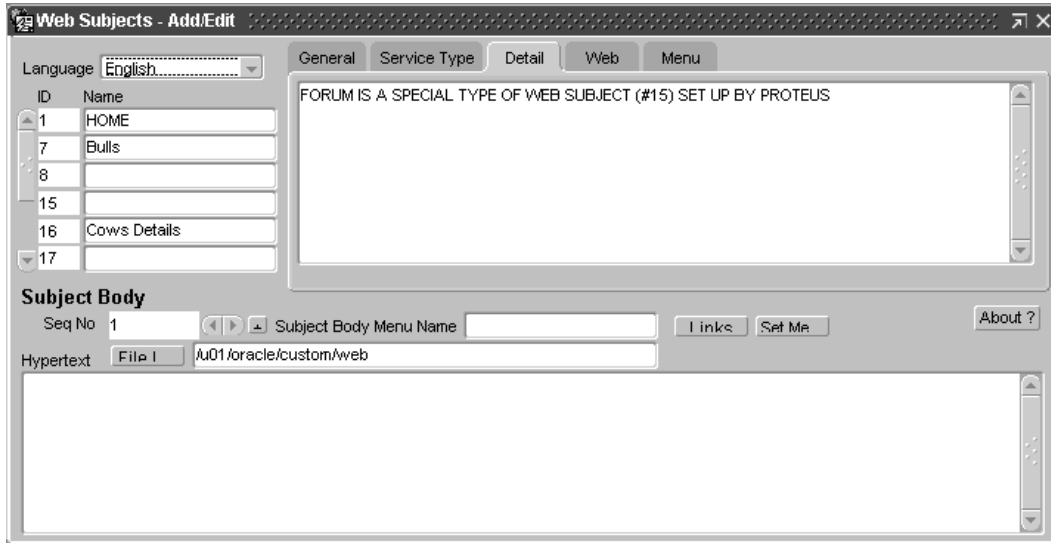 Web Subjects - Add/Edit
Language English
General Service Type Detail Web Menu
ID Name
1 HOME
7 Bulls
8
15
16 Cows Details
17
FORUM IS A SPECIAL TYPE OF WEB SUBJECT (#15) SET UP BY PROTEUS
Subject Body
Seq No 1 Subject Body Menu Name Links Set Me About ?
Hypertext File I /u01/oracle/custom/web